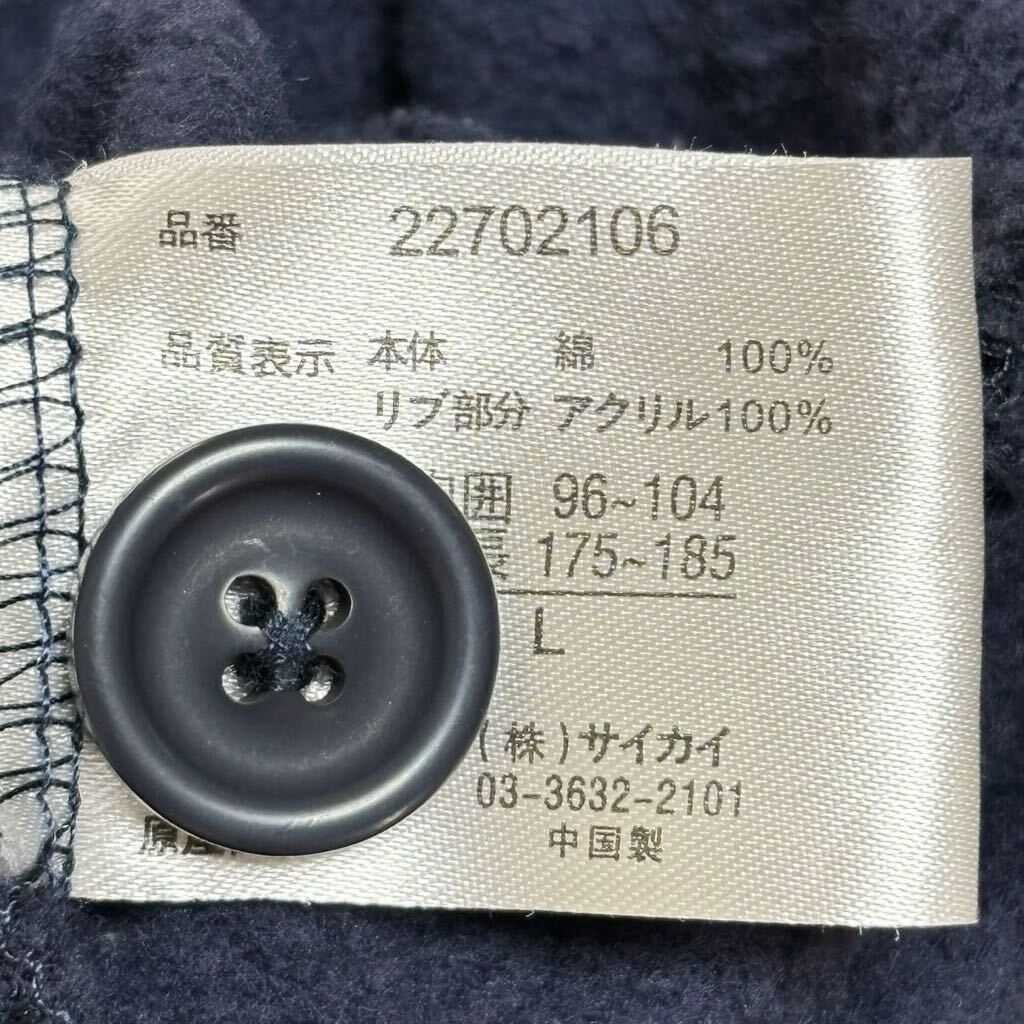 品番 22702106
品質表示 本体 綿 100%
リブ部分 アクリル100%
囲 96~104
175~185
L
(株)サイカイ
03-3632-2101
中国製